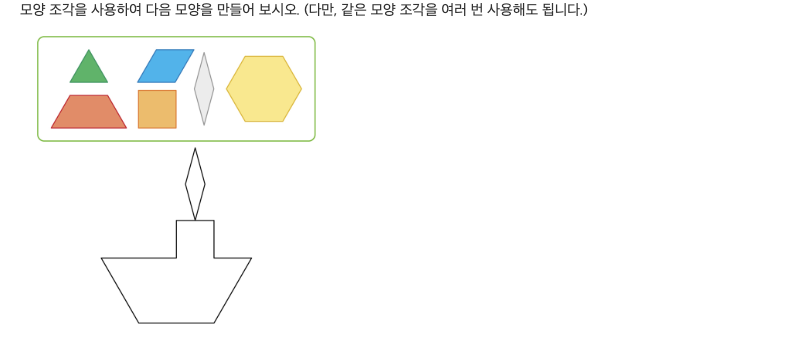 모양 조각을 사용하여 다음 모양을 만들어 보시오. (다만, 같은 모양 조각을 여러 번 사용해도 됩니다.)